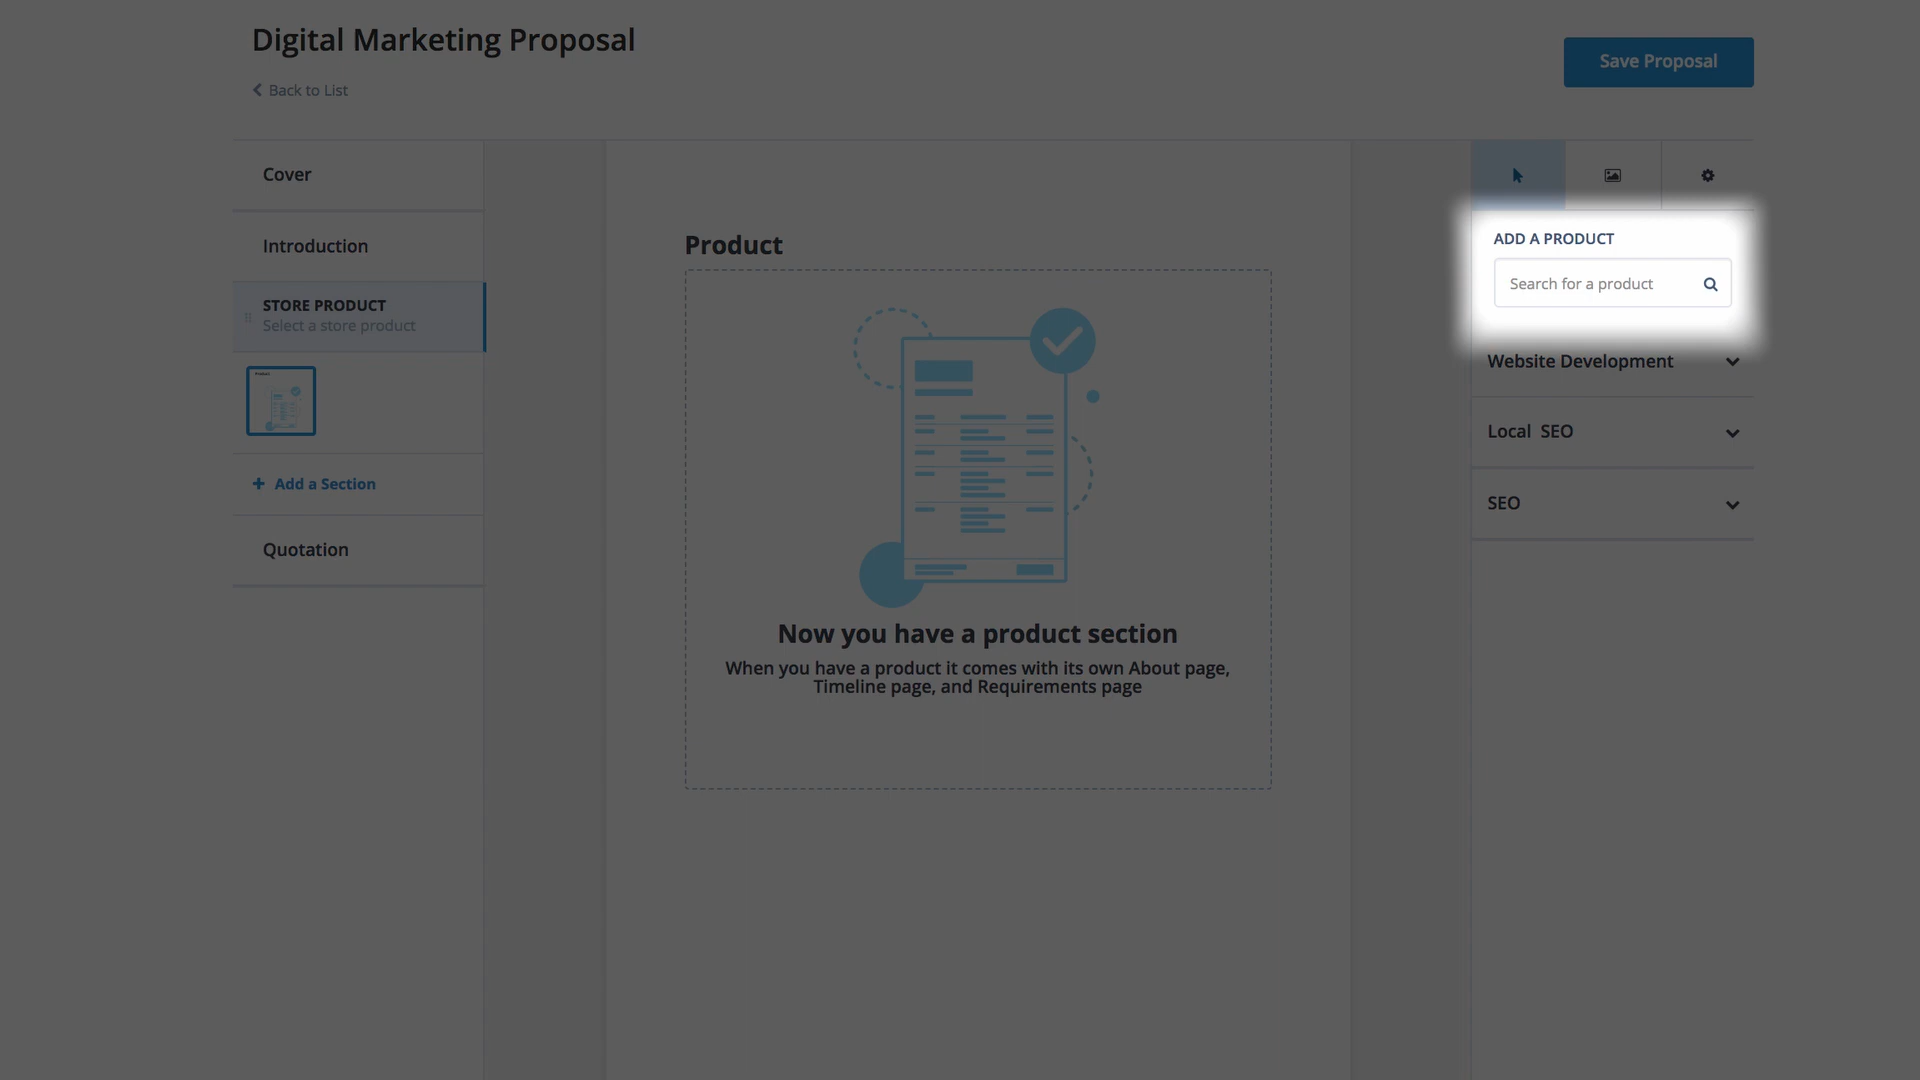 Digital Marketing Proposal
Back to List
Save Proposal
Cover
Introduction
STORE PRODUCT
Select a store product
Add a Section
Quotation
Product
Now you have a product section
When you have a product it comes with its own About page,
Timeline page, and Requirements page
ADD A PRODUCT
Search for a product
Website Development
Local SEO
SEO